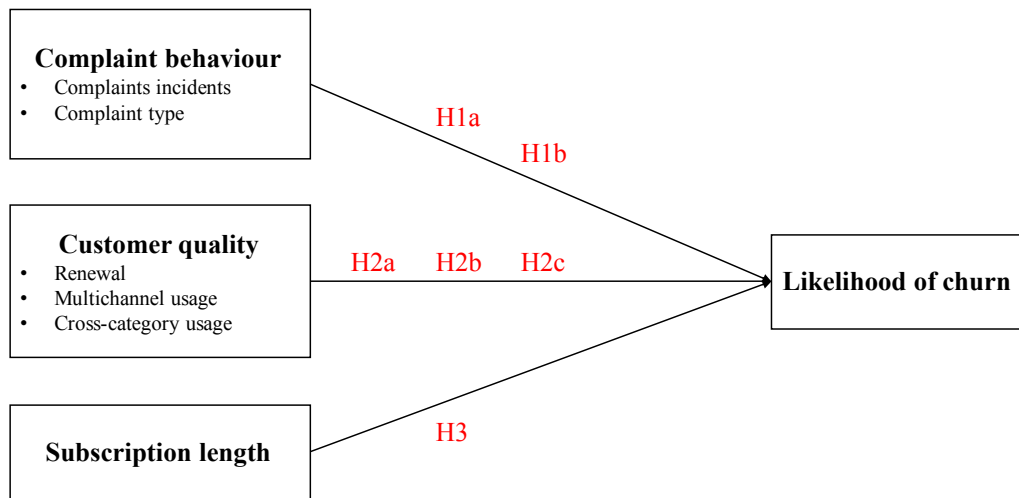 Complaint behaviour
• Complaints incidents
• Complaint type
H1a
H1b
Customer quality
• Renewal
• Multichannel usage
• Cross-category usage
H2a H2b H2c
Likelihood of churn
Subscription length
H3